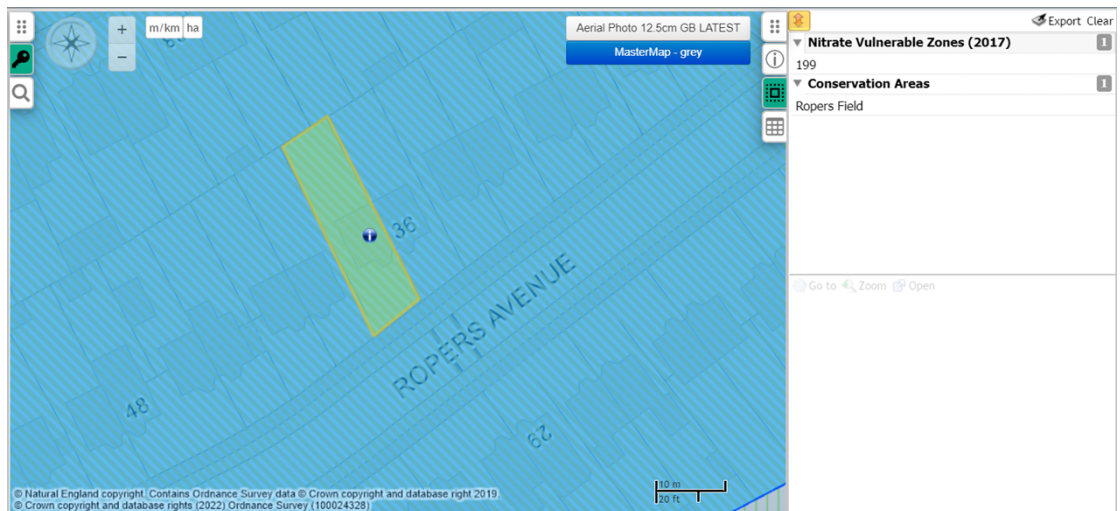 m/km ha
Aerial Photo 12.5cm GB LATEST
MasterMap - grey
Export Clear
Nitrate Vulnerable Zones (2017) 1
199
Conservation Areas 1
Ropers Field
Go to Zoom Open
36
ROPERS AVENUE
48
29
10 m
20 ft
© Natural England copyright. Contains Ordnance Survey data © Crown copyright and database right 2019.
© Crown copyright and database rights (2022) Ordnance Survey (100024328)